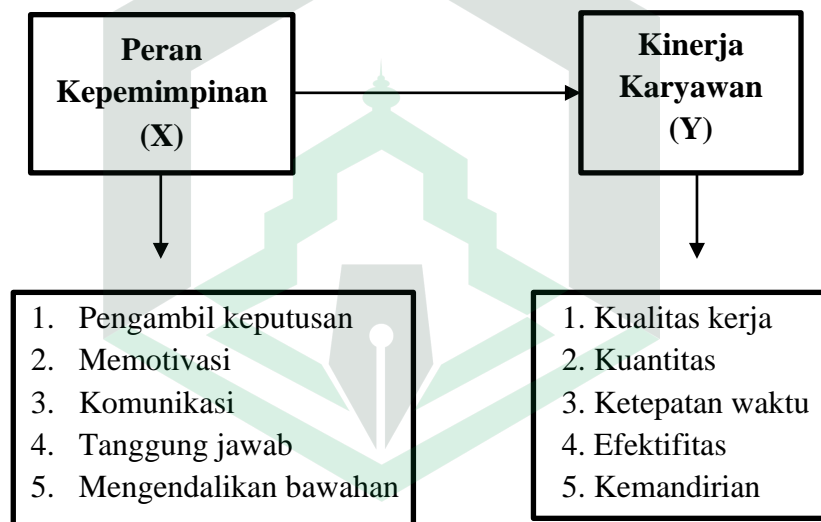 Peran
Kepemimpinan
(X)
Kinerja
Karyawan
(Y)
1. Pengambil keputusan
2. Memotivasi
3. Komunikasi
4. Tanggung jawab
5. Mengendalikan bawahan
1. Kualitas kerja
2. Kuantitas
3. Ketepatan waktu
4. Efektifitas
5. Kemandirian